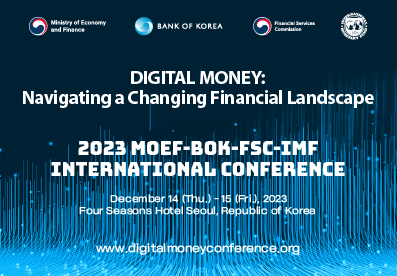 Ministry of Economy
and Finance
BANK OF KOREA
Financial Services
Commission
DIGITAL MONEY:
Navigating a Changing Financial Landscape
2023 MOEF-BOK-FSC-IMF
INTERNATIONAL CONFERENCE
December 14 (Thu.) - 15 (Fri.), 2023
Four Seasons Hotel Seoul, Republic of Korea
www.digitalmoneyconference.org